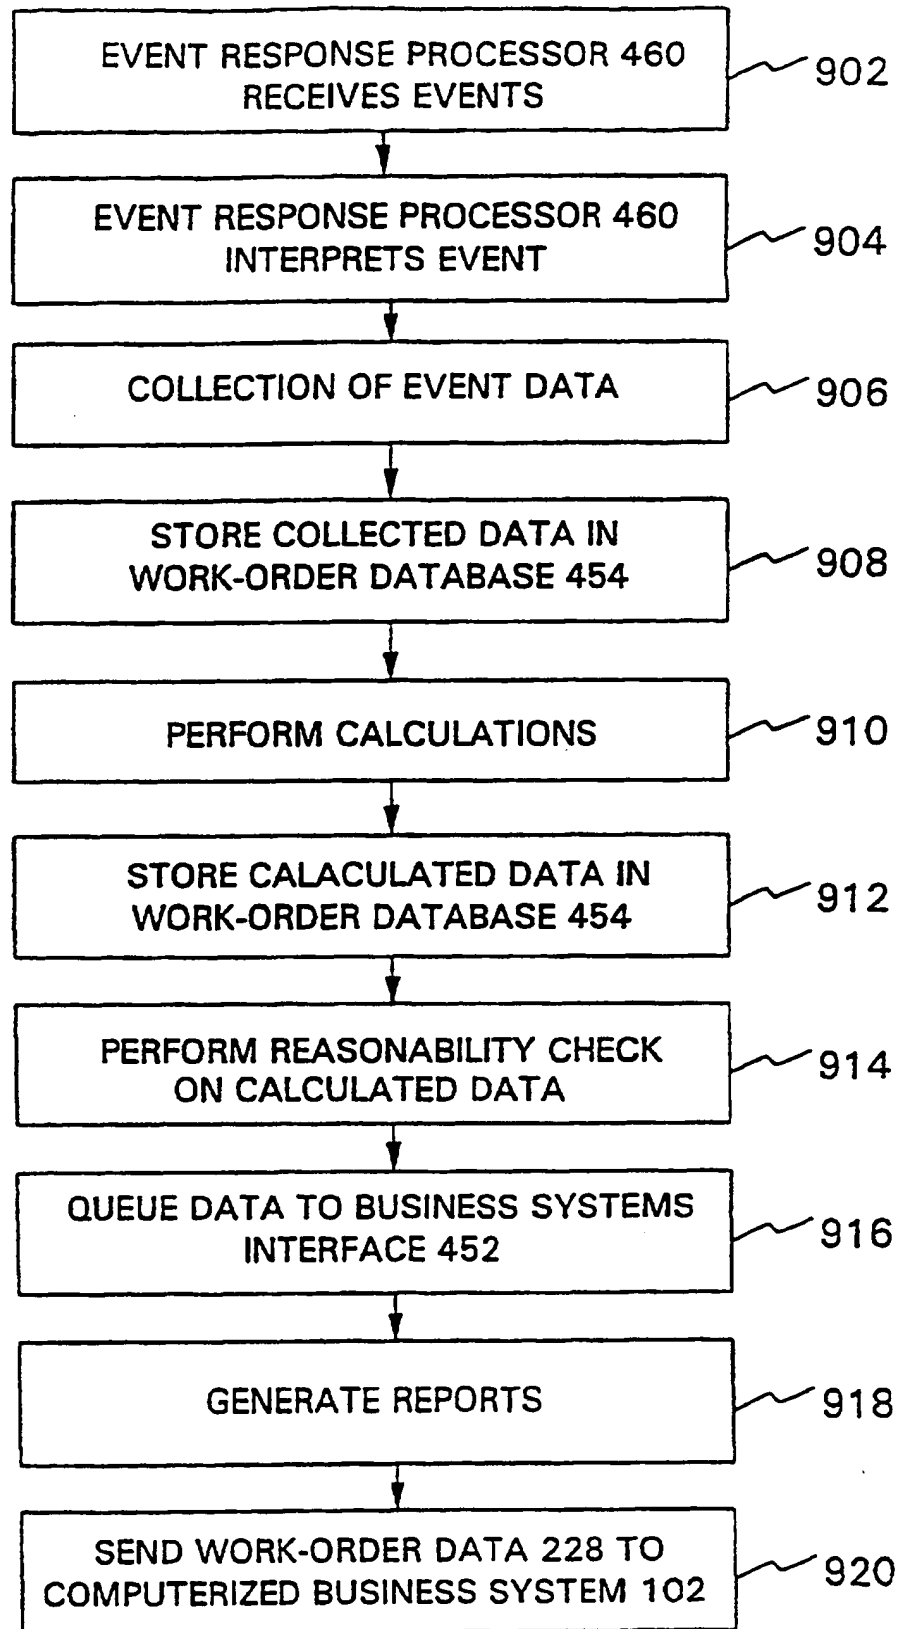 EVENT RESPONSE PROCESSOR 460
RECEIVES EVENTS
902
EVENT RESPONSE PROCESSOR 460
INTERPRETS EVENT
904
COLLECTION OF EVENT DATA
906
STORE COLLECTED DATA IN
WORK-ORDER DATABASE 454
908
PERFORM CALCULATIONS
910
STORE CALACULATED DATA IN
WORK-ORDER DATABASE 454
912
PERFORM REASONABILITY CHECK
ON CALCULATED DATA
914
QUEUE DATA TO BUSINESS SYSTEMS
INTERFACE 452
916
GENERATE REPORTS
918
SEND WORK-ORDER DATA 228 TO
COMPUTERIZED BUSINESS SYSTEM 102
920